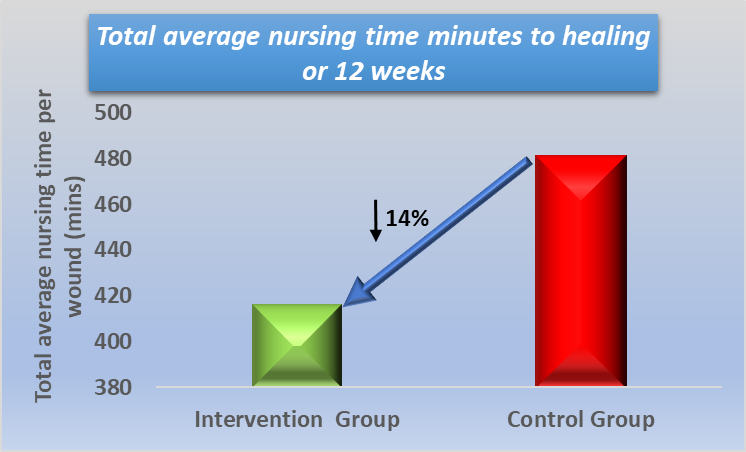 Total average nursing time minutes to healing
or 12 weeks
Total average nursing time per
wound (mins)
500
480
460
440
420
400
380
14%
Intervention Group
Control Group